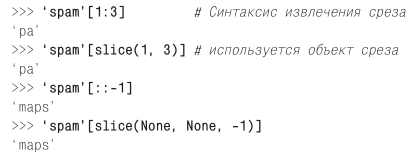 >>> ‘spam’[1:3] # Синтаксис извлечения среза
‘pa’
>>> ‘spam’[slice(1, 3)] # используется объект среза
‘pa’
>>> ‘spam’[::-1]
‘maps’
>>> ‘spam’[slice(None, None, -1)]
‘maps’